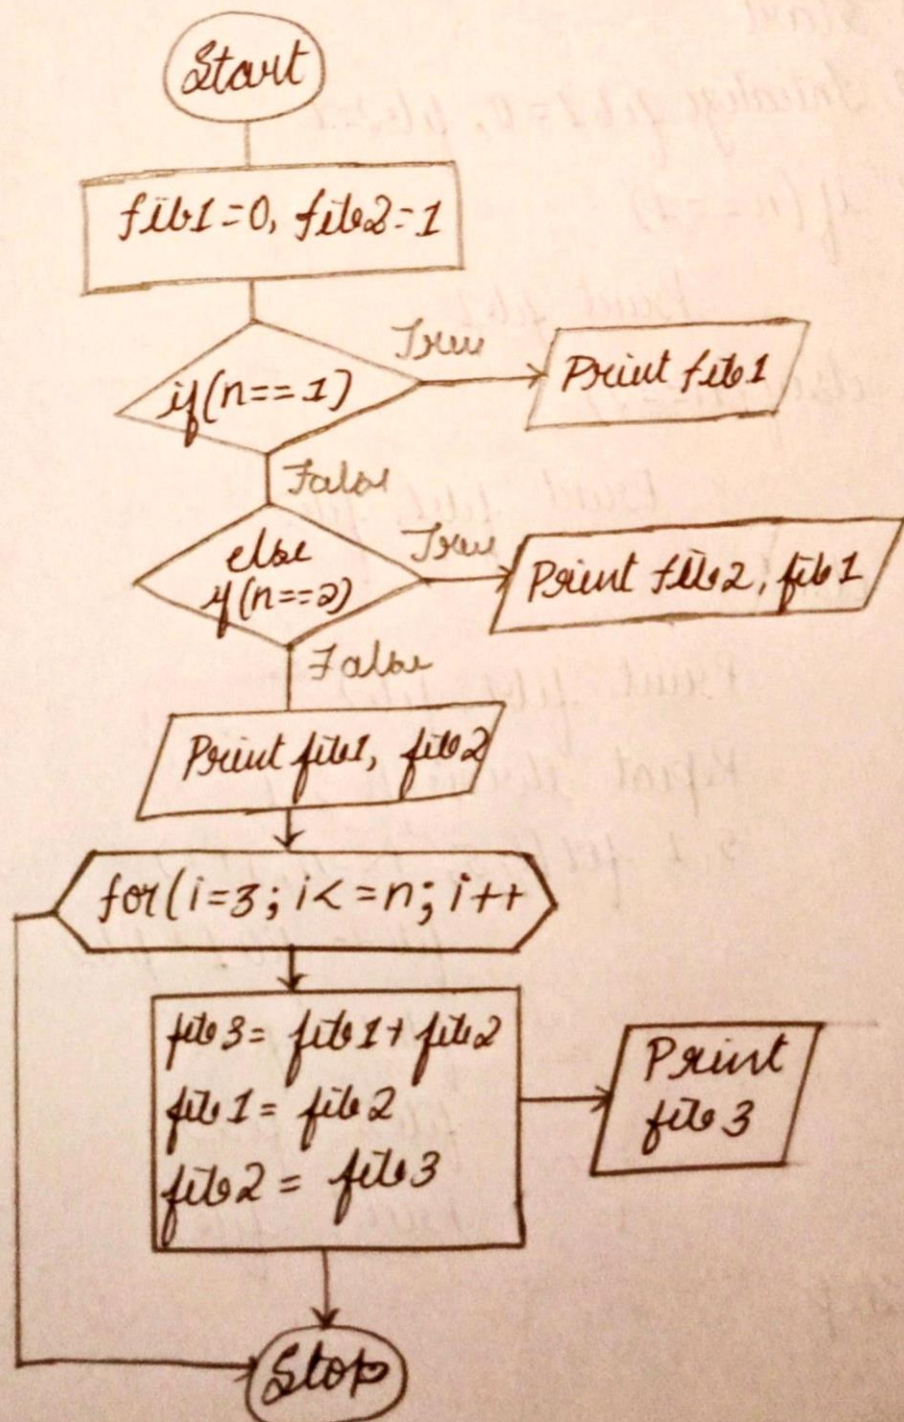 Start
fib1=0, fib2=1
if(n==1)
True
Print fib1
False
else
if(n==2)
True
Print fib2, fib1
False
Print fib1, fib2
for(i=3; i<=n; i++
fib3= fib1+ fib2
fib1= fib2
fib2= fib3
Print
fib3
Stop